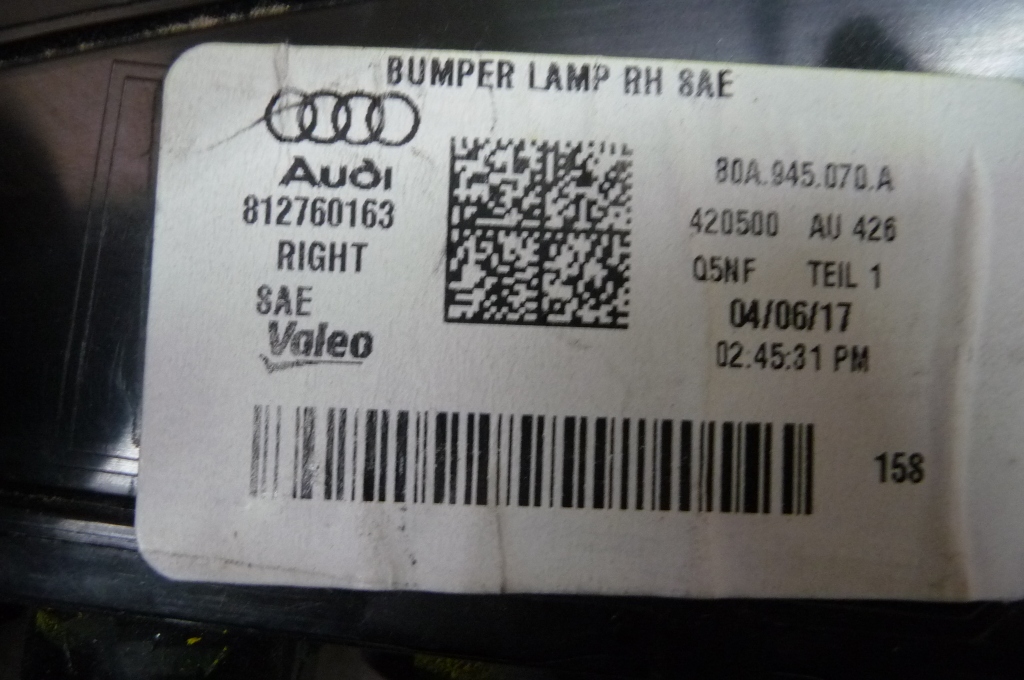 BUMPER LAMP RH SAE
Audi
812760163
RIGHT
SAE
Valeo
80A.945.070.A
420500 AU 426
Q5NF TEIL 1
04/06/17
02:45:31 PM
158